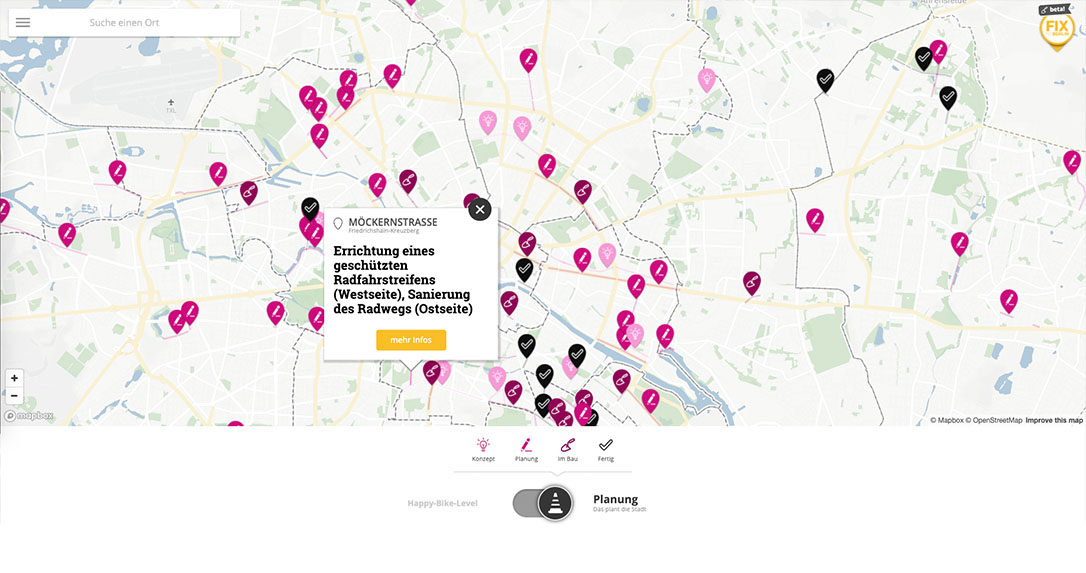 Suche einen Ort
Ahrensfelde
beta!
FIX
BERLIN
TXL
MÖCKERNSTRASSE
Friedrichshain-Kreuzberg
Errichtung eines
geschützten
Radfahrstreifens
(Westseite), Sanierung
des Radwegs (Ostseite)
mehr Infos
+
−
mapbox
© Mapbox © OpenStreetMap Improve this map
Konzept
Planung
im Bau
Fertig
Happy-Bike-Level
Planung
Das plant die Stadt